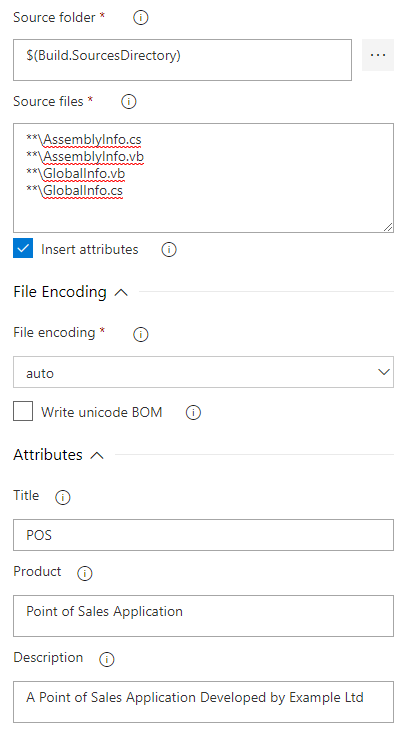 Source folder *
$(Build.SourcesDirectory)
Source files *
**\AssemblyInfo.cs
**\AssemblyInfo.vb
**\GlobalInfo.vb
**\GlobalInfo.cs
Insert attributes
File Encoding
File encoding *
auto
Write unicode BOM
Attributes
Title
POS
Product
Point of Sales Application
Description
A Point of Sales Application Developed by Example Ltd